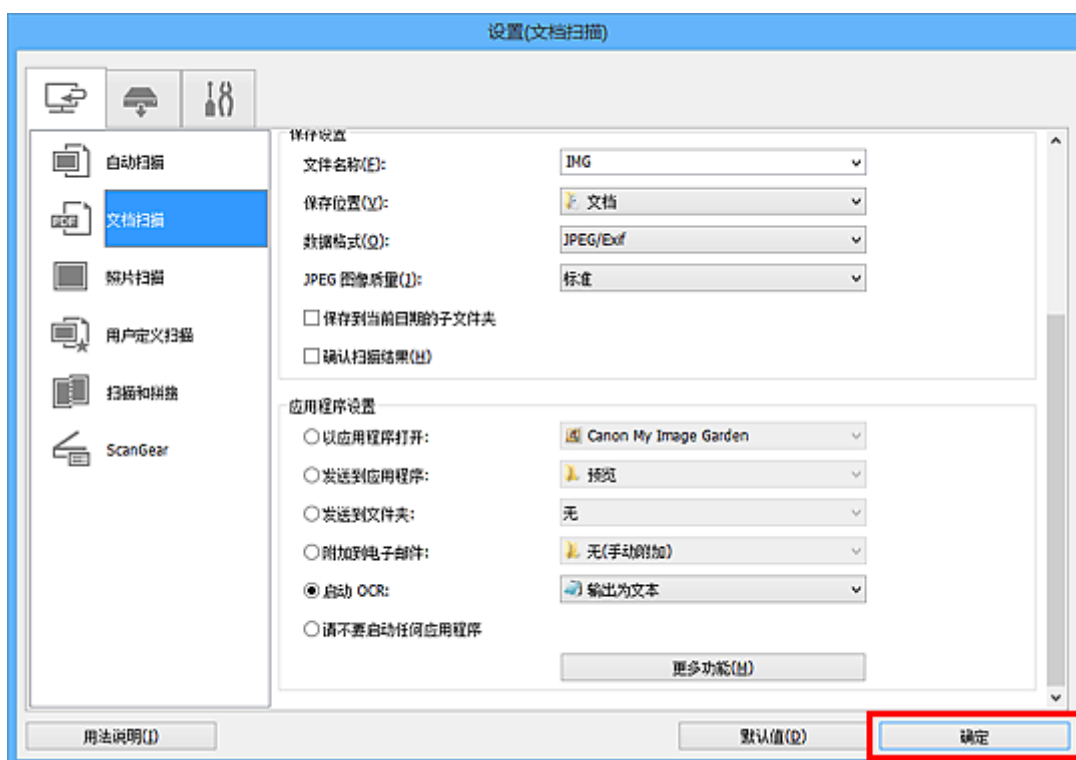 设置(文档扫描)
保存设置
自动扫描
文档扫描
照片扫描
用户定义扫描
扫描和拼接
ScanGear
文件名称(F): IMG
保存位置(V): 文档
数据格式(O): JPEG/Exif
JPEG 图像质量(J): 标准
保存到当前日期的子文件夹
确认扫描结果(H)
应用程序设置
以应用程序打开: Canon My Image Garden
发送到应用程序: 预览
发送到文件夹: 无
附加到电子邮件: 无(手动附加)
启动 OCR: 输出为文本
请不要启动任何应用程序
更多功能(H)
用法说明(I)
默认值(D)
确定